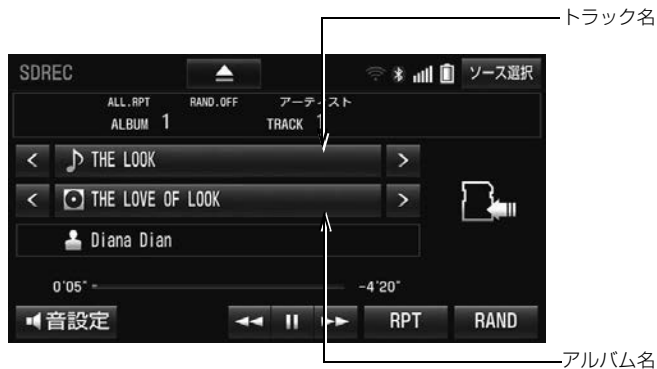 トラック名
SDREC ソース選択
ALL.RPT RAND.OFF アーティスト
ALBUM 1 TRACK 1
< THE LOOK >
< THE LOVE OF LOOK >
Diana Dian
0'05" -4'20"
音設定 RPT RAND
アルバム名